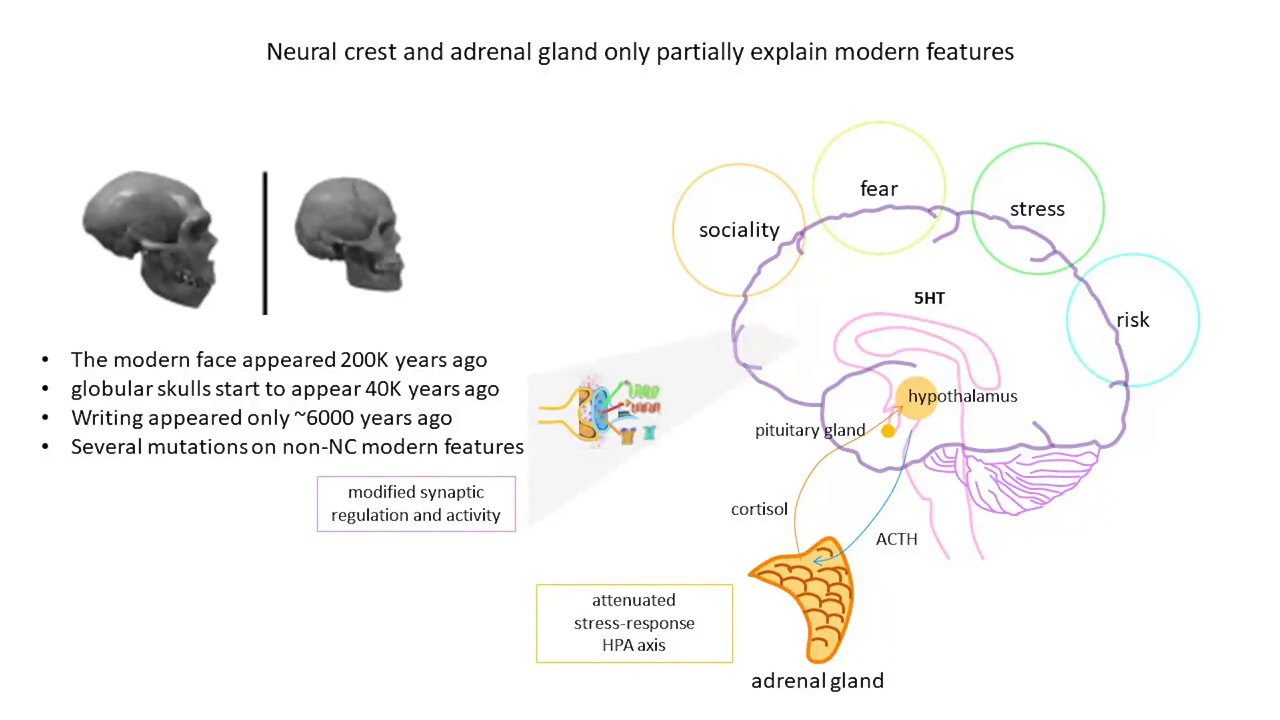 Neural crest and adrenal gland only partially explain modern features
• The modern face appeared 200K years ago
• globular skulls start to appear 40K years ago
• Writing appeared only ~6000 years ago
• Several mutations on non-NC modern features
modified synaptic
regulation and activity
sociality
fear
stress
risk
5HT
hypothalamus
pituitary gland
cortisol
ACTH
attenuated
stress-response
HPA axis
adrenal gland